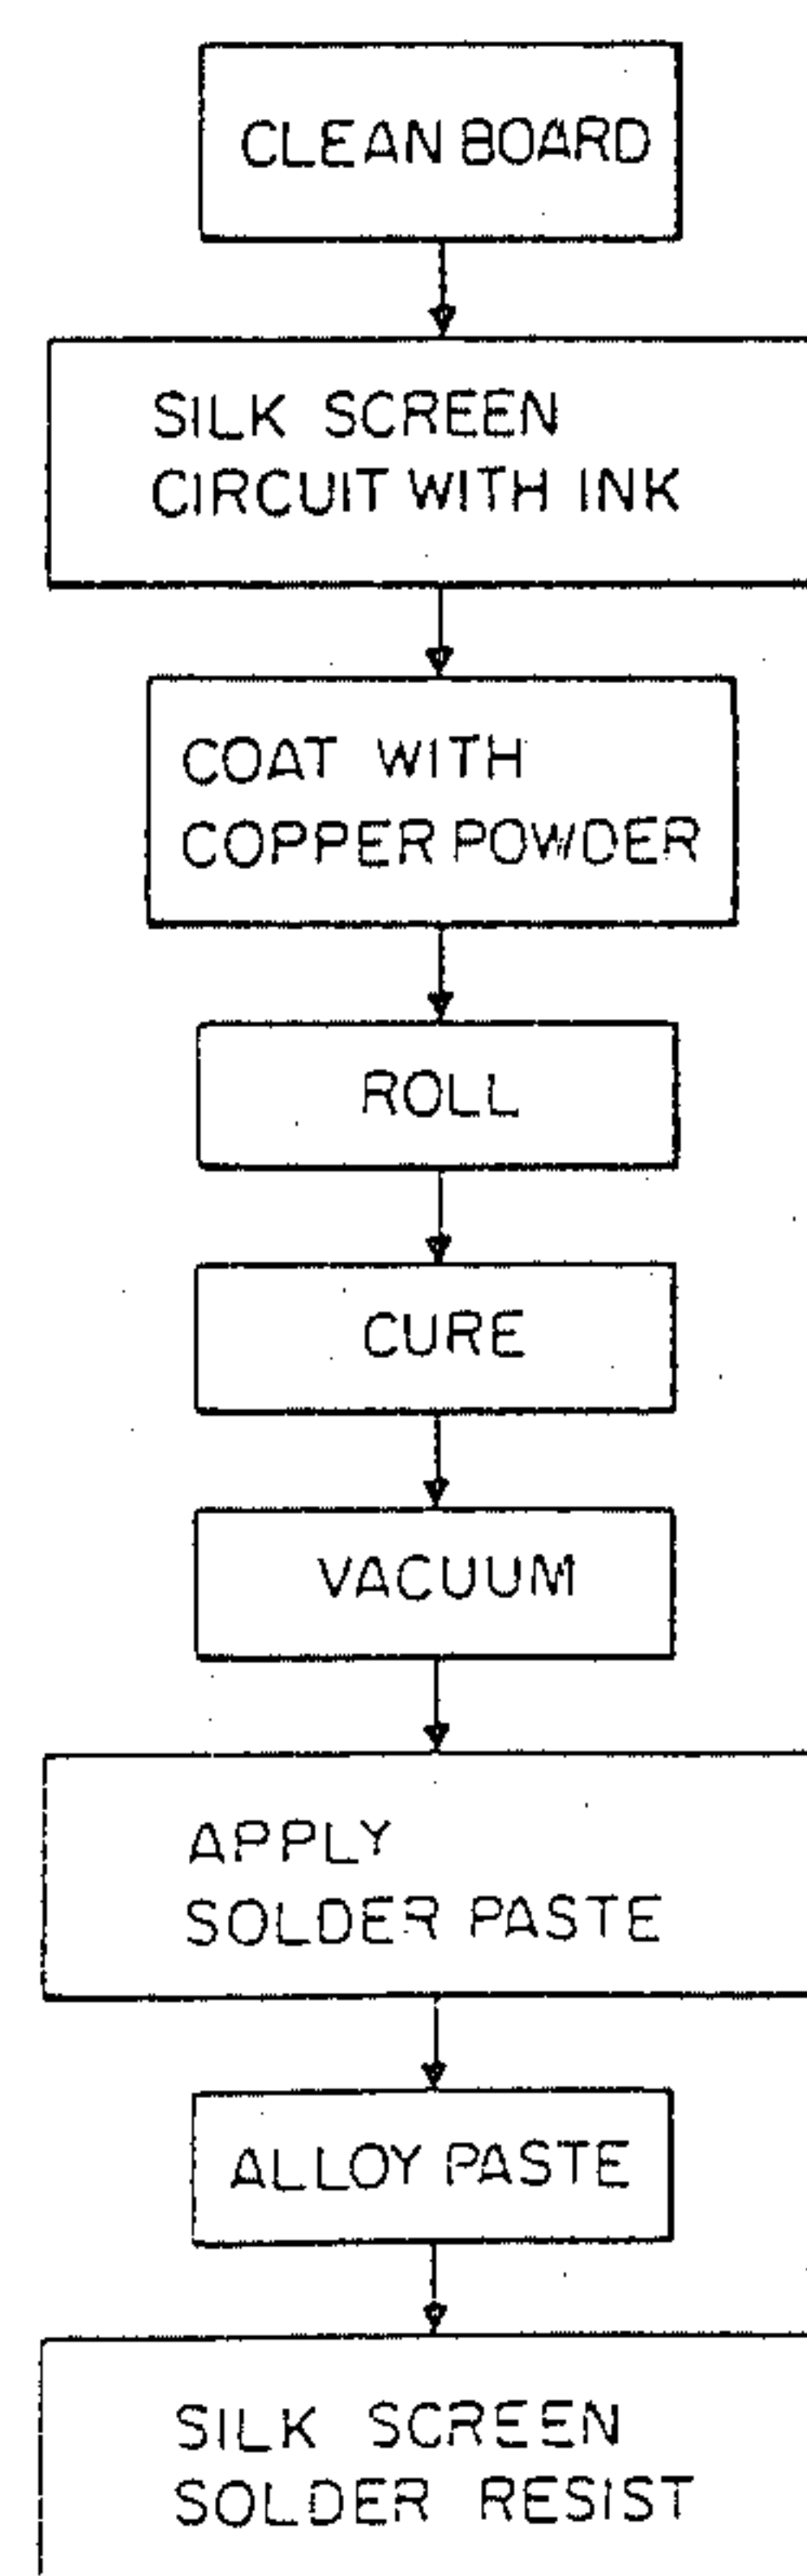 CLEAN BOARD
SILK SCREEN
CIRCUIT WITH INK
COAT WITH
COPPER POWDER
ROLL
CURE
VACUUM
APPLY
SOLDER PASTE
ALLOY PASTE
SILK SCREEN
SOLDER RESIST